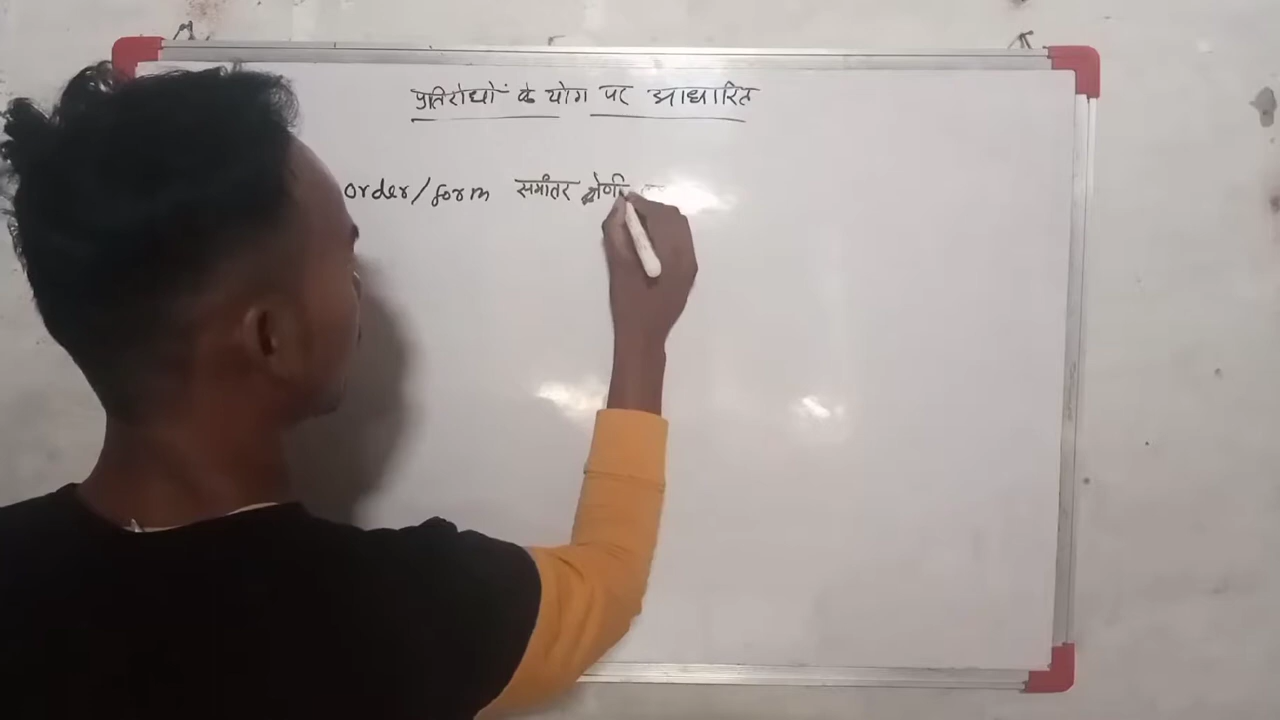 प्रतिरोधों के योग पर आधारित
order/form समांतर श्रेणी